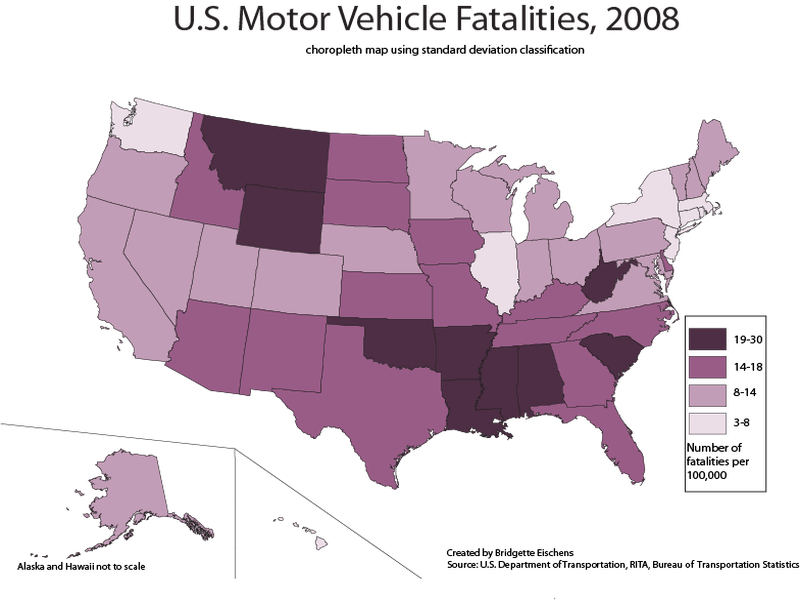 U.S. Motor Vehicle Fatalities, 2008
choropleth map using standard deviation classification
19-30
14-18
8-14
3-8
Number of
fatalities per
100,000
Alaska and Hawaii not to scale
Created by Bridgette Eischens
Source: U.S. Department of Transportation, RITA, Bureau of Transportation Statistics